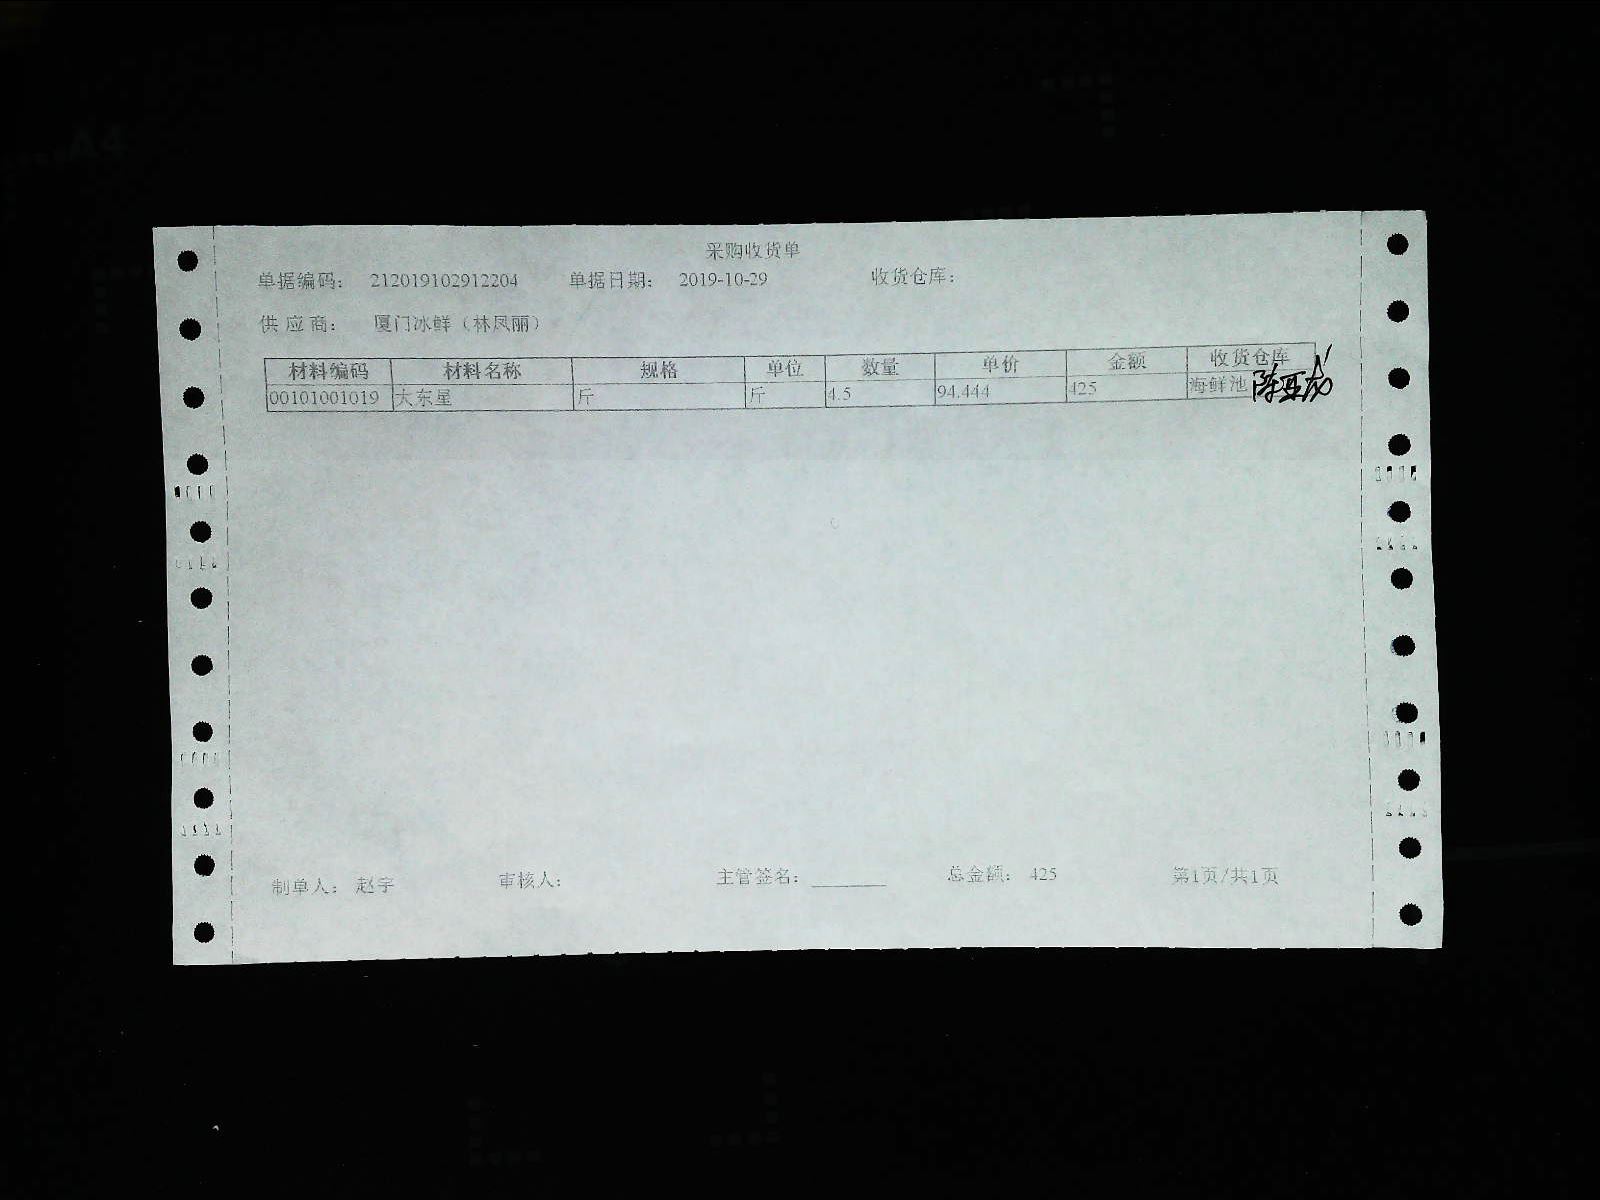 采购收货单
单据编码： 212019102912204 单据日期： 2019-10-29 收货仓库：
供 应 商： 厦门冰鲜（林凤丽）
材料编码 材料名称 规格 单位 数量 单价 金额 收货仓库
00101001019 大东星 斤 斤 4.5 94.444 425 海鲜池
制单人： 赵宇 审核人： 主管签名：________ 总金额： 425 第1页/共1页